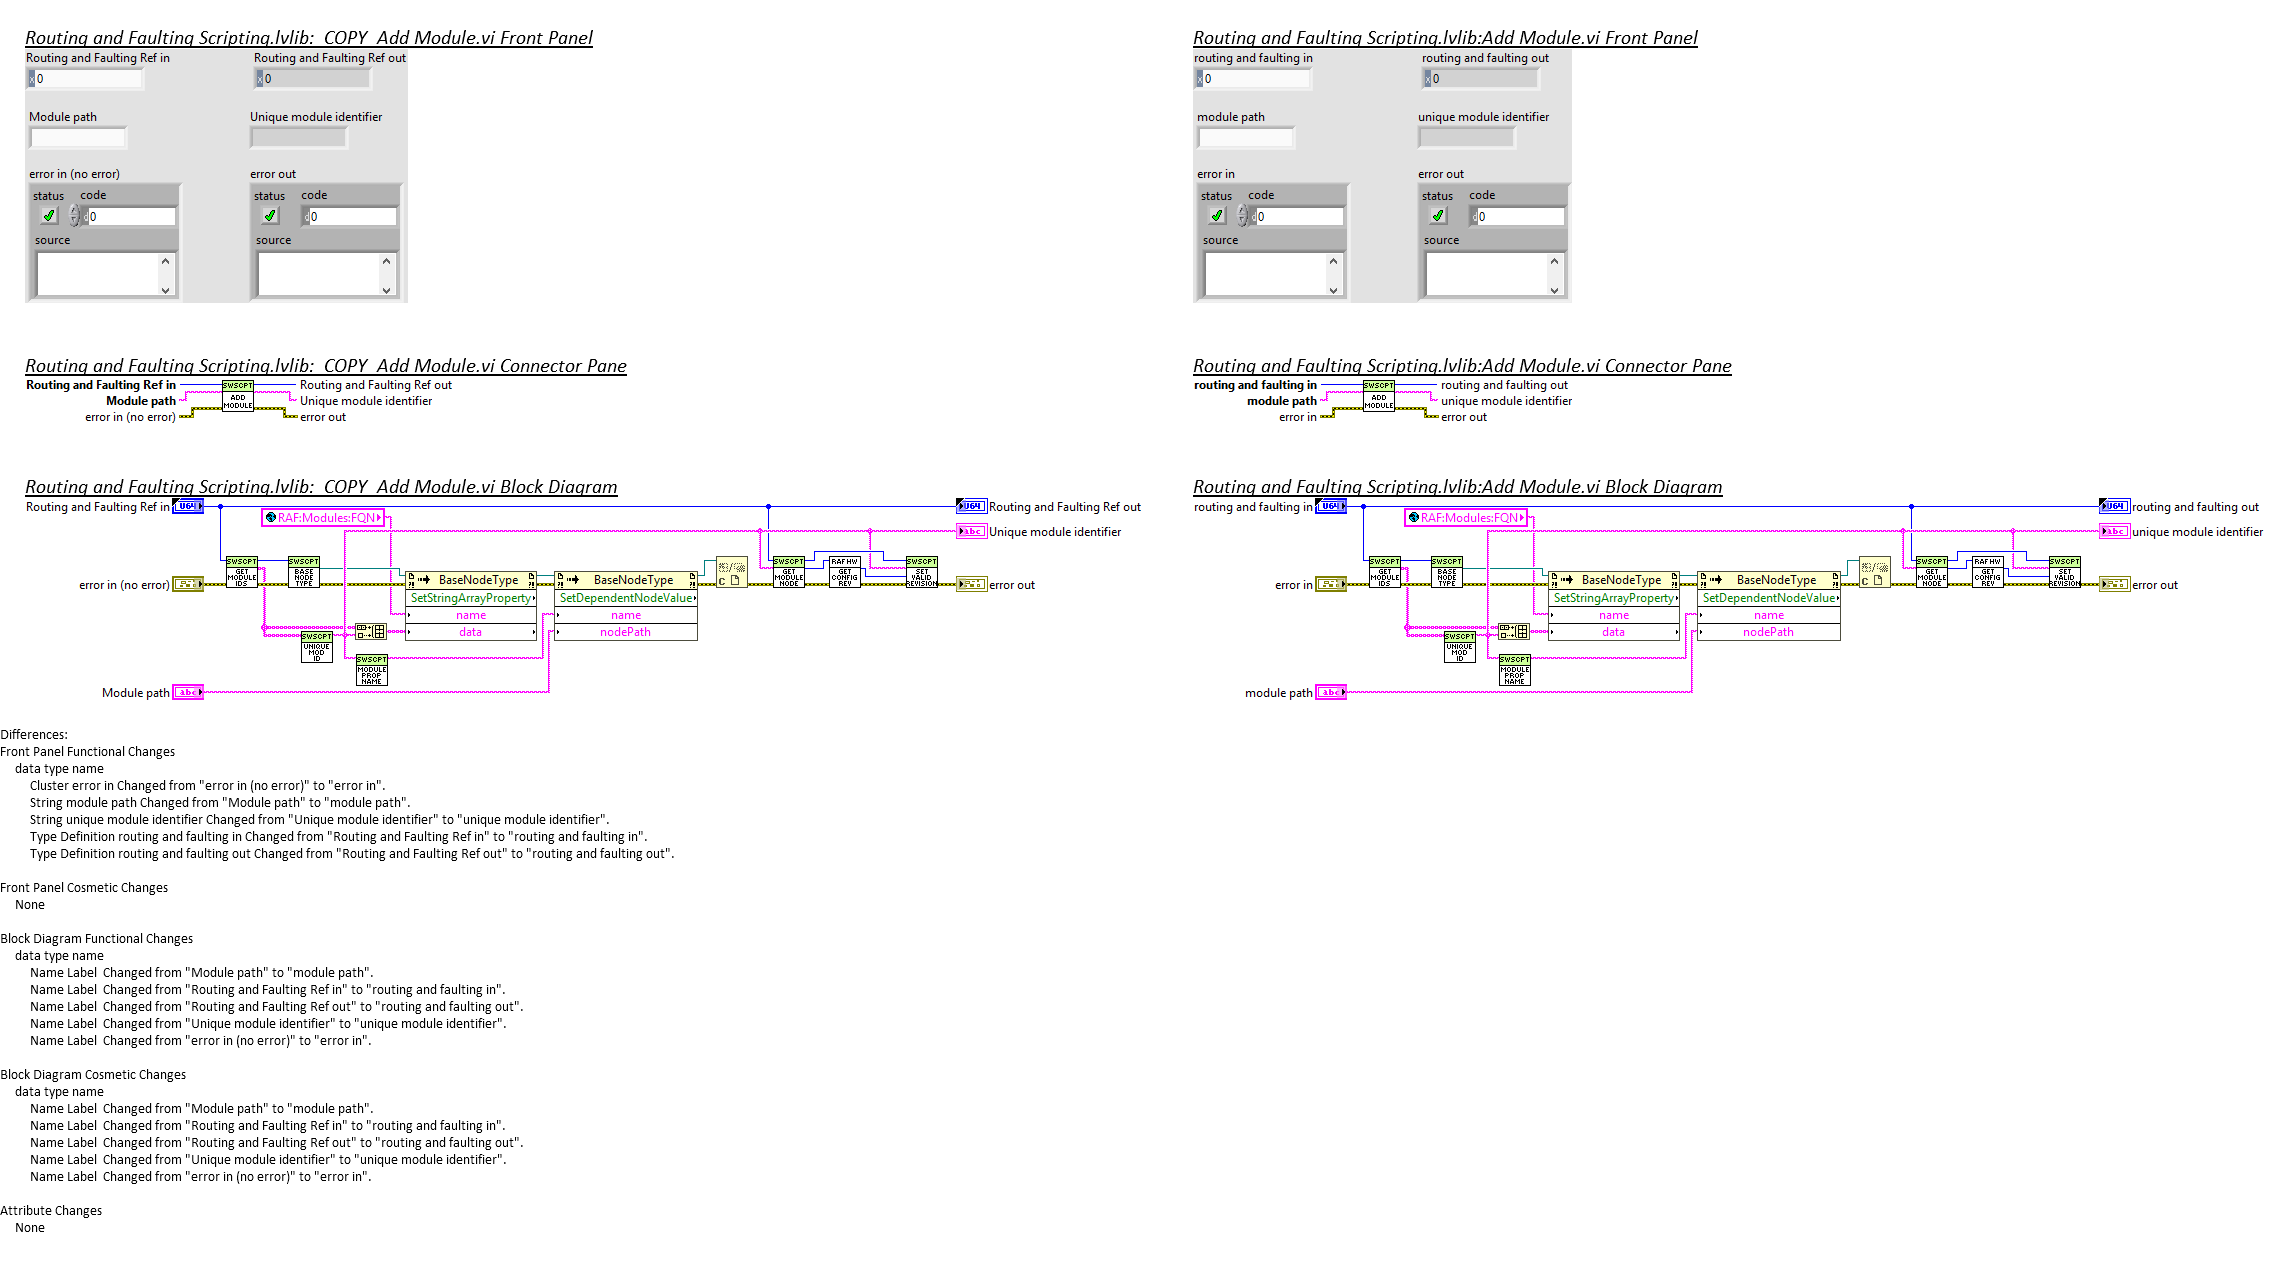 Routing and Faulting Scripting.lvlib:  COPY  Add Module.vi Front Panel
Routing and Faulting Ref in
Routing and Faulting Ref out
x 0
x 0
Module path
Unique module identifier
error in (no error)
error out
status
code
status
code
d 0
d 0
source
source
Routing and Faulting Scripting.lvlib:Add Module.vi Front Panel
routing and faulting in
routing and faulting out
x 0
x 0
module path
unique module identifier
error in
error out
status
code
status
code
d 0
d 0
source
source
Routing and Faulting Scripting.lvlib:  COPY  Add Module.vi Connector Pane
Routing and Faulting Ref in
Module path
error in (no error)
SWSCPT
ADD
MODULE
Routing and Faulting Ref out
Unique module identifier
error out
Routing and Faulting Scripting.lvlib:Add Module.vi Connector Pane
routing and faulting in
module path
error in
SWSCPT
ADD
MODULE
routing and faulting out
unique module identifier
error out
Routing and Faulting Scripting.lvlib:  COPY  Add Module.vi Block Diagram
Routing and Faulting Ref in
U64
RAF:Modules:FQN
U64
Routing and Faulting Ref out
abc
Unique module identifier
error in (no error)
SWSCPT
GET
MODULE
IDS
SWSCPT
BASE
NODE
TYPE
BaseNodeType
SetStringArrayProperty
name
data
BaseNodeType
SetDependentNodeValue
name
nodePath
SWSCPT
GET
MODULE
NODE
RAF HW
GET
CONFIG
REV
SWSCPT
SET
VALID
REVISION
error out
SWSCPT
UNIQUE
MOD
ID
SWSCPT
MODULE
PROP
NAME
Module path
abc
Routing and Faulting Scripting.lvlib:Add Module.vi Block Diagram
routing and faulting in
U64
RAF:Modules:FQN
U64
routing and faulting out
abc
unique module identifier
error in
SWSCPT
GET
MODULE
IDS
SWSCPT
BASE
NODE
TYPE
BaseNodeType
SetStringArrayProperty
name
data
BaseNodeType
SetDependentNodeValue
name
nodePath
SWSCPT
GET
MODULE
NODE
RAF HW
GET
CONFIG
REV
SWSCPT
SET
VALID
REVISION
error out
SWSCPT
UNIQUE
MOD
ID
SWSCPT
MODULE
PROP
NAME
module path
abc
Differences:
Front Panel Functional Changes
data type name
Cluster error in Changed from "error in (no error)" to "error in".
String module path Changed from "Module path" to "module path".
String unique module identifier Changed from "Unique module identifier" to "unique module identifier".
Type Definition routing and faulting in Changed from "Routing and Faulting Ref in" to "routing and faulting in".
Type Definition routing and faulting out Changed from "Routing and Faulting Ref out" to "routing and faulting out".
Front Panel Cosmetic Changes
None
Block Diagram Functional Changes
data type name
Name Label  Changed from "Module path" to "module path".
Name Label  Changed from "Routing and Faulting Ref in" to "routing and faulting in".
Name Label  Changed from "Routing and Faulting Ref out" to "routing and faulting out".
Name Label  Changed from "Unique module identifier" to "unique module identifier".
Name Label  Changed from "error in (no error)" to "error in".
Block Diagram Cosmetic Changes
data type name
Name Label  Changed from "Module path" to "module path".
Name Label  Changed from "Routing and Faulting Ref in" to "routing and faulting in".
Name Label  Changed from "Routing and Faulting Ref out" to "routing and faulting out".
Name Label  Changed from "Unique module identifier" to "unique module identifier".
Name Label  Changed from "error in (no error)" to "error in".
Attribute Changes
None